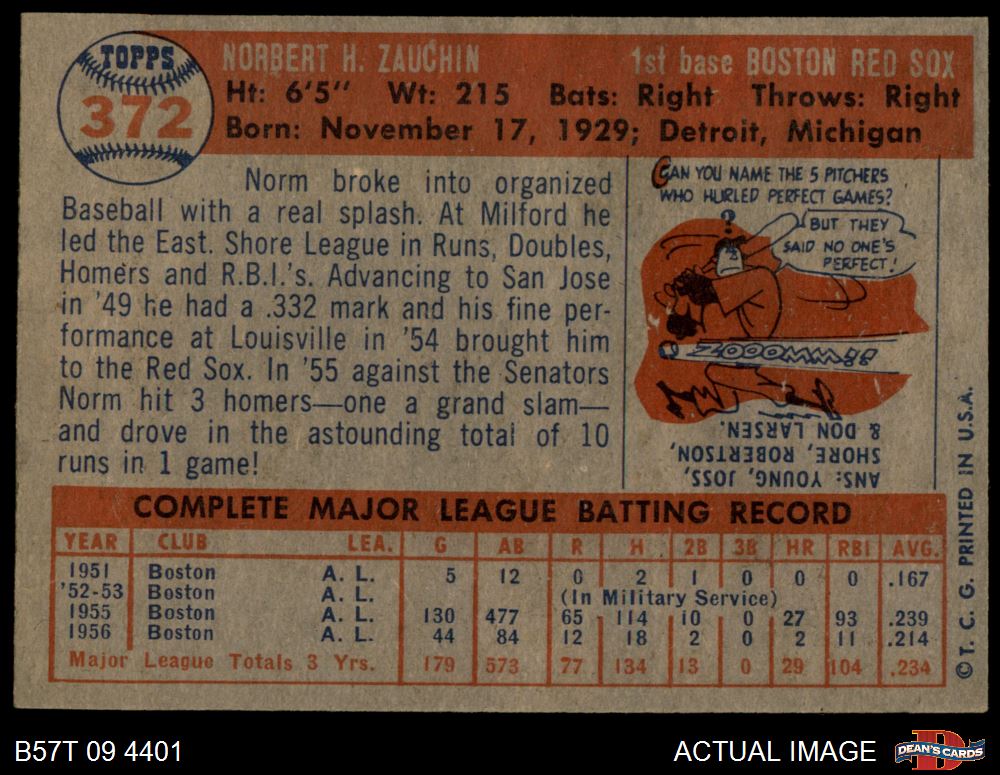 TOPPS
372
NORBERT H. ZAUCHIN 1st base BOSTON RED SOX
Ht: 6'5" Wt: 215 Bats: Right Throws: Right
Born: November 17, 1929; Detroit, Michigan
Norm broke into organized
Baseball with a real splash. At Milford he
led the East. Shore League in Runs, Doubles,
Homers and R.B.I.'s. Advancing to San Jose
in '49 he had a .332 mark and his fine per-
formance at Louisville in '54 brought him
to the Red Sox. In '55 against the Senators
Norm hit 3 homers—one a grand slam—
and drove in the astounding total of 10
runs in 1 game!
CAN YOU NAME THE 5 PITCHERS
WHO HURLED PERFECT GAMES?
?
BUT THEY
SAID NO ONE'S
PERFECT!
ZOOOMM!!
ANS: YOUNG, JOSS,
SHORE, ROBERTSON,
& DON LARSEN.
COMPLETE MAJOR LEAGUE BATTING RECORD
YEAR CLUB LEA. G AB R H 2B 3B HR RBI AVG.
1951 Boston A. L. 5 12 0 2 1 0 0 0 .167
'52-53 Boston A. L. (In Military Service)
1955 Boston A. L. 130 477 65 114 10 0 27 93 .239
1956 Boston A. L. 44 84 12 18 2 0 2 11 .214
Major League Totals 3 Yrs. 179 573 77 134 13 0 29 104 .234
©T. C. G. PRINTED IN U.S.A.
B57T 09 4401 ACTUAL IMAGE
D
DEAN'S CARDS